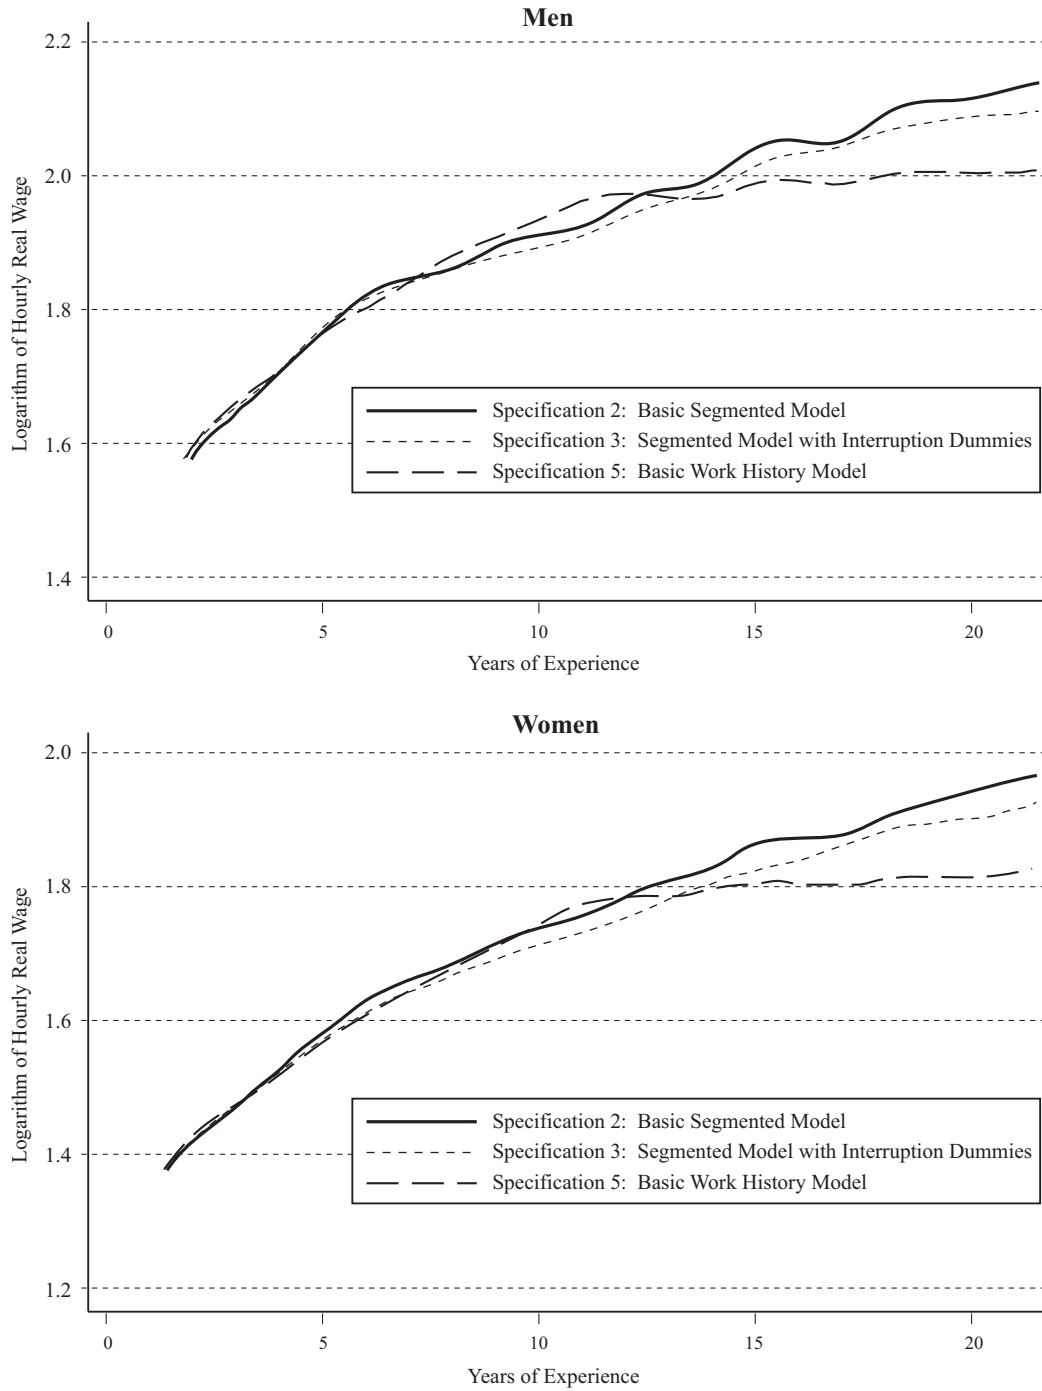 Men
Logarithm of Hourly Real Wage
2.2
2.0
1.8
1.6
1.4
Specification 2: Basic Segmented Model
Specification 3: Segmented Model with Interruption Dummies
Specification 5: Basic Work History Model
0 5 10 15 20
Years of Experience
Women
Logarithm of Hourly Real Wage
2.0
1.8
1.6
1.4
1.2
Specification 2: Basic Segmented Model
Specification 3: Segmented Model with Interruption Dummies
Specification 5: Basic Work History Model
0 5 10 15 20
Years of Experience